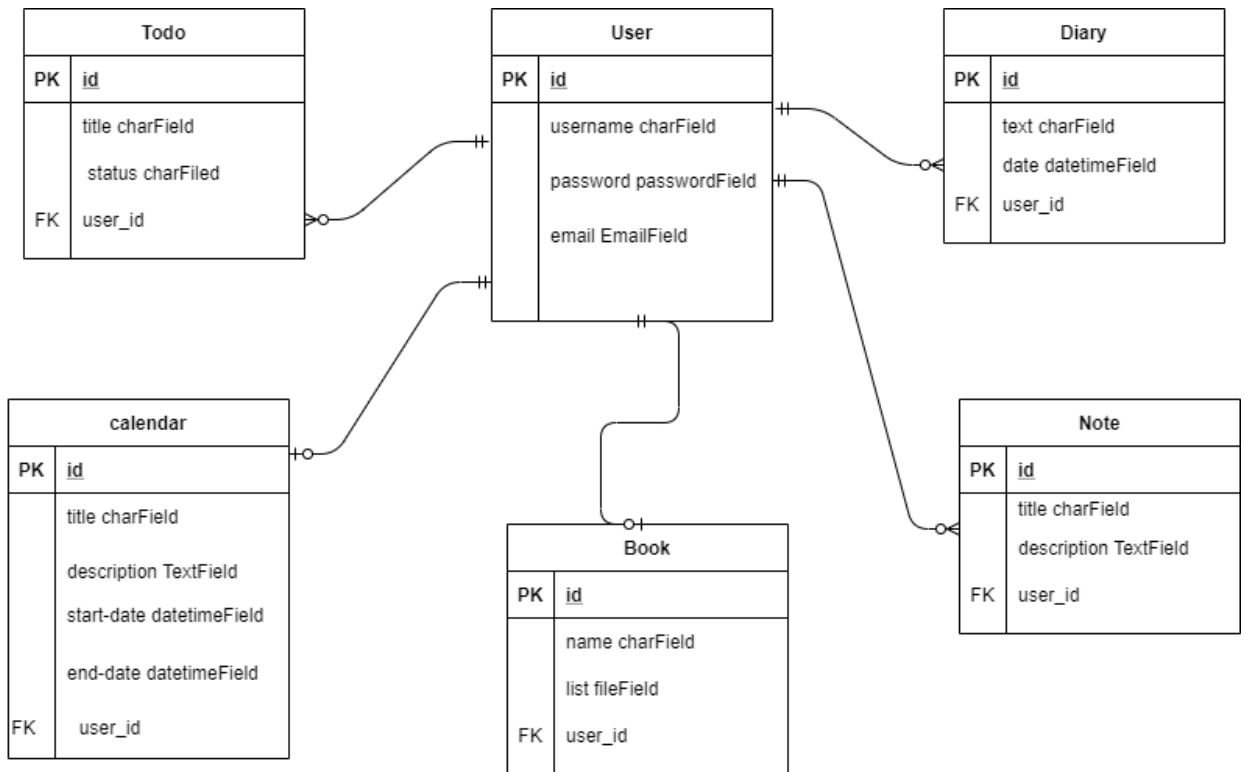 Todo
PK id
title charField
status charFiled
FK user_id
User
PK id
username charField
password passwordField
email EmailField
Diary
PK id
text charField
date datetimeField
FK user_id
calendar
PK id
title charField
description TextField
start-date datetimeField
end-date datetimeField
FK user_id
Book
PK id
name charField
list fileField
FK user_id
Note
PK id
title charField
description TextField
FK user_id